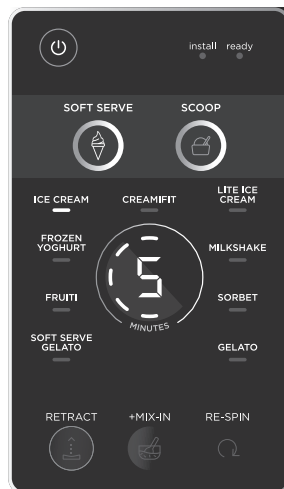 install ready
SOFT SERVE SCOOP
ICE CREAM CREAMIFIT LITE ICE
CREAM
FROZEN
YOGHURT
MILKSHAKE
5
FRUITI
SORBET
MINUTES
SOFT SERVE
GELATO
GELATO
RETRACT +MIX-IN RE-SPIN